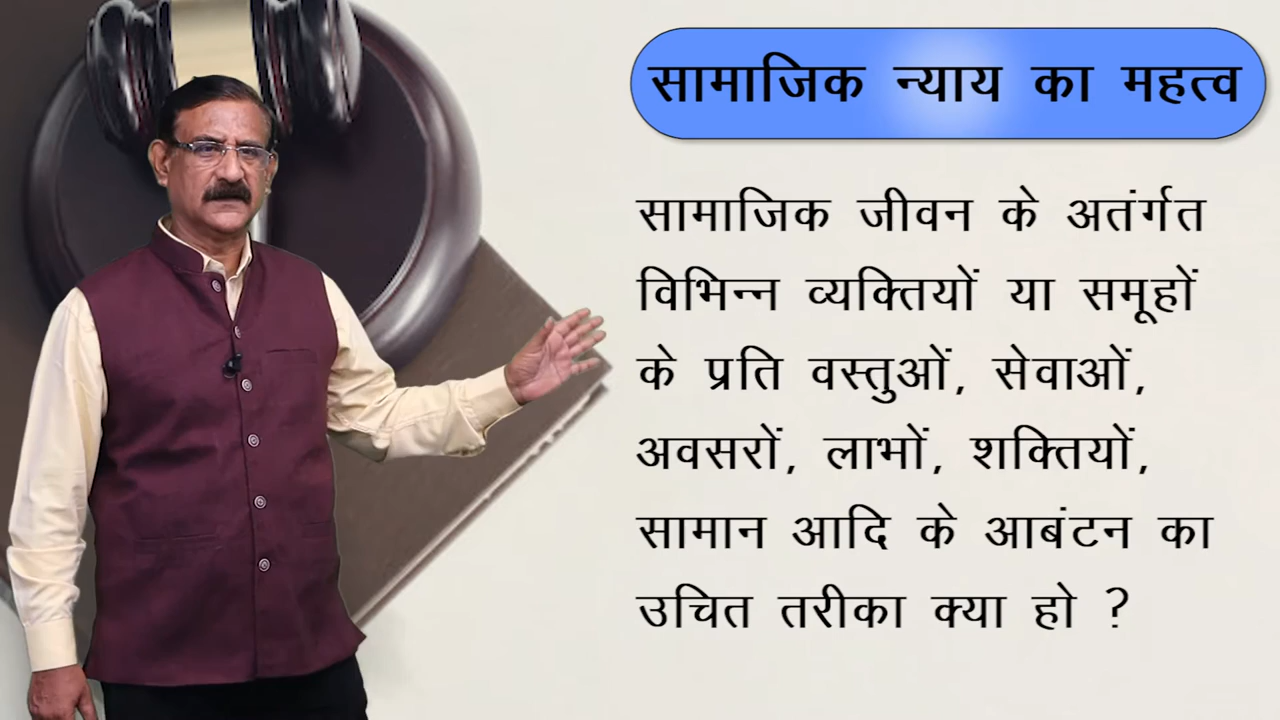 सामाजिक न्याय का महत्व
सामाजिक जीवन के अतंर्गत
विभिन्न व्यक्तियों या समूहों
के प्रति वस्तुओं, सेवाओं,
अवसरों, लाभों, शक्तियों,
सामान आदि के आबंटन का
उचित तरीका क्या हो ?